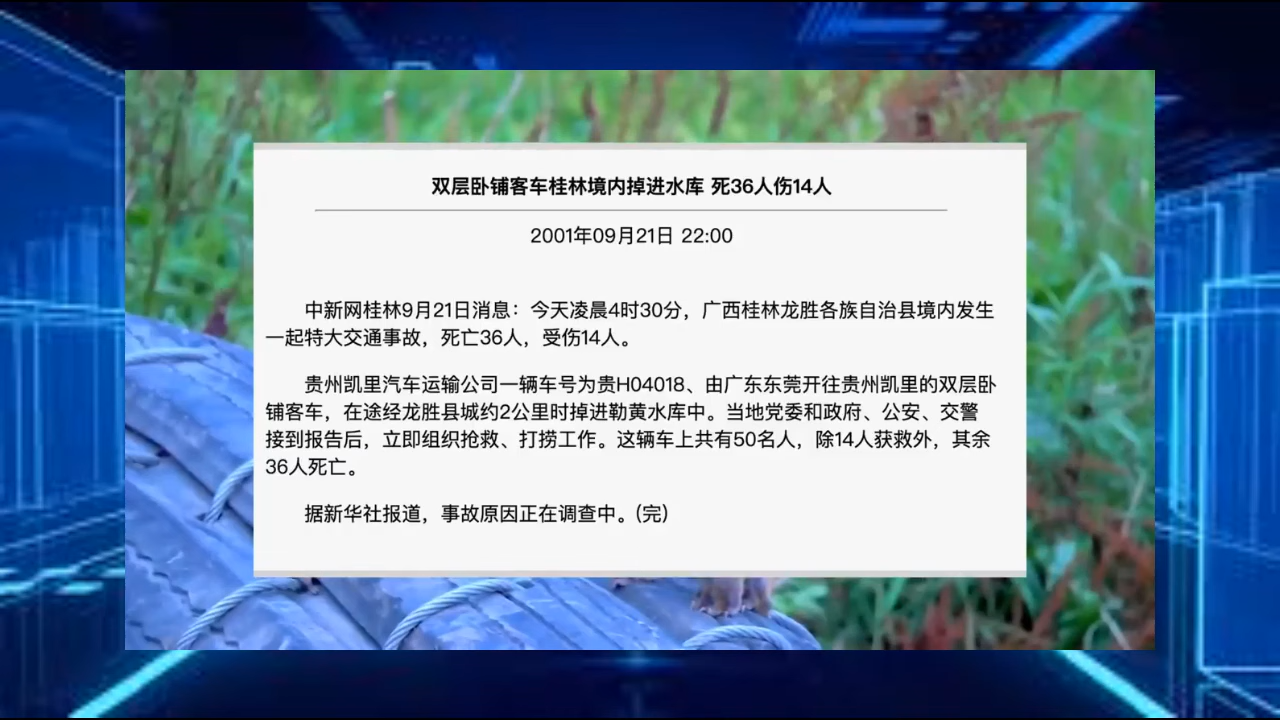 双层卧铺客车桂林境内掉进水库 死36人伤14人
2001年09月21日 22:00
中新网桂林9月21日消息：今天凌晨4时30分，广西桂林龙胜各族自治县境内发生
一起特大交通事故，死亡36人，受伤14人。
贵州凯里汽车运输公司一辆车号为贵H04018、由广东东莞开往贵州凯里的双层卧
铺客车，在途经龙胜县城约2公里时掉进勒黄水库中。当地党委和政府、公安、交警
接到报告后，立即组织抢救、打捞工作。这辆车上共有50名人，除14人获救外，其余
36人死亡。
据新华社报道，事故原因正在调查中。(完)